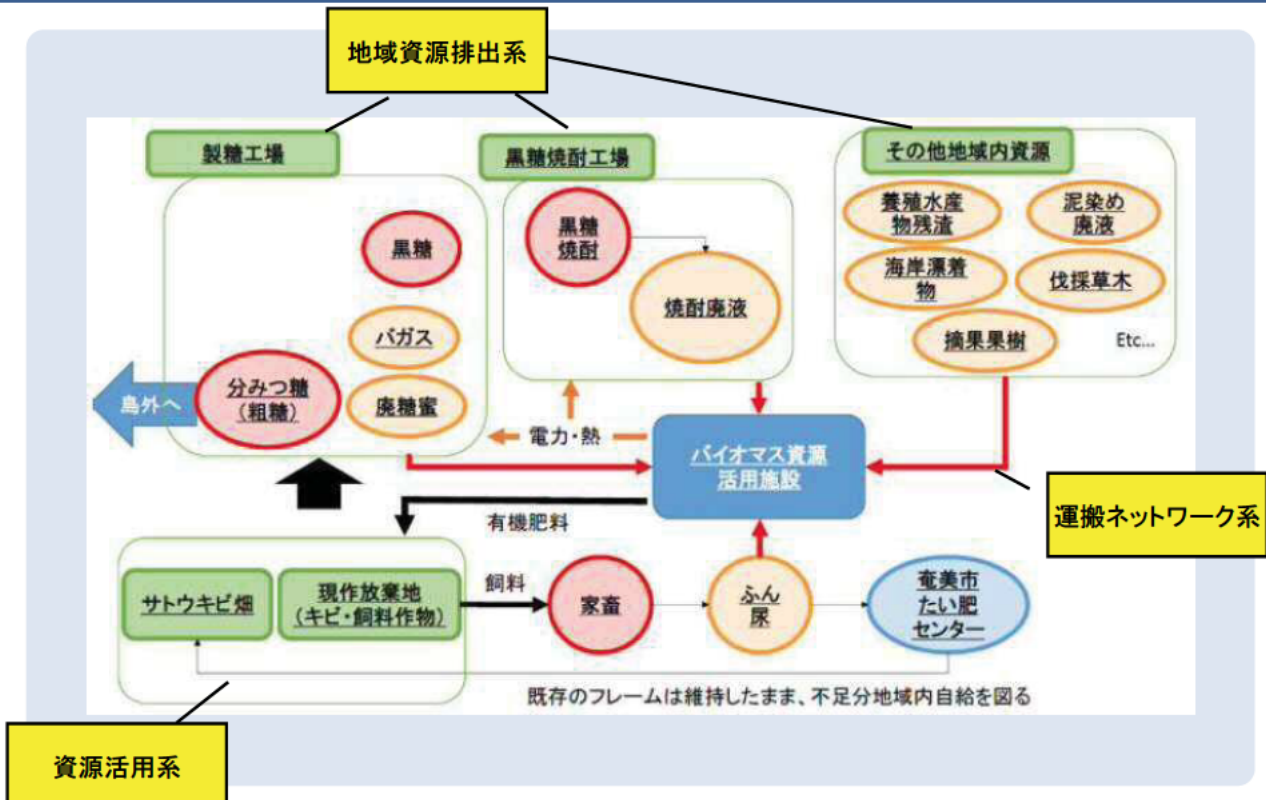 地域資源排出系
製糖工場
黒糖焼酎工場
その他地域内資源
黒糖
バガス
分みつ糖
(粗糖)
廃糖蜜
島外へ
黒糖
焼酎
焼酎廃液
養殖水産
物残渣
泥染め
廃液
海岸漂着
物
伐採草木
摘果果樹
Etc...
電力・熱
バイオマス資源
活用施設
運搬ネットワーク系
有機肥料
サトウキビ畑
現作放棄地
(キビ・飼料作物)
飼料
家畜
ふん
尿
奄美市
たい肥
センター
既存のフレームは維持したまま、不足分地域内自給を図る
資源活用系